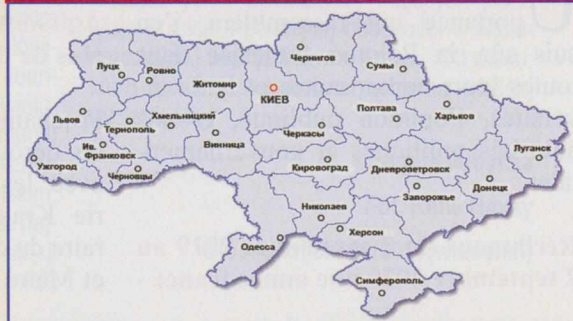 Чернигов
Луцк
Ровно
Сумы
Житомир
КИЕВ
Полтава
Харьков
Львов
Хмельницкий
Тернополь
Черкассы
Ив.
Франковск
Винница
Луганск
Ужгород
Черновцы
Кировоград
Днепропетровск
Донецк
Запорожье
Николаев
Одесса
Херсон
Симферополь